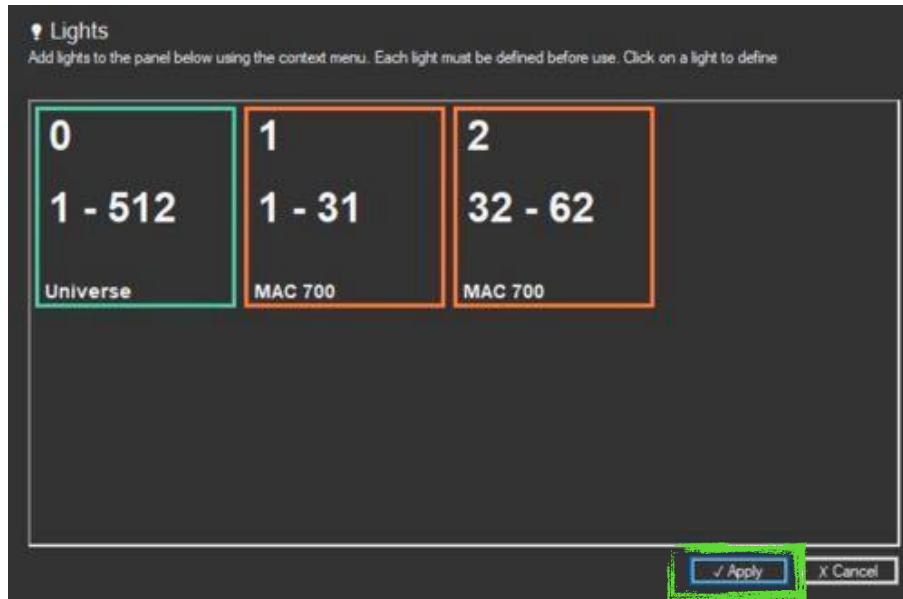 Lights
Add lights to the panel below using the context menu. Each light must be defined before use. Click on a light to define
0
1 - 512
Universe
1
1 - 31
MAC 700
2
32 - 62
MAC 700
✓ Apply
X Cancel